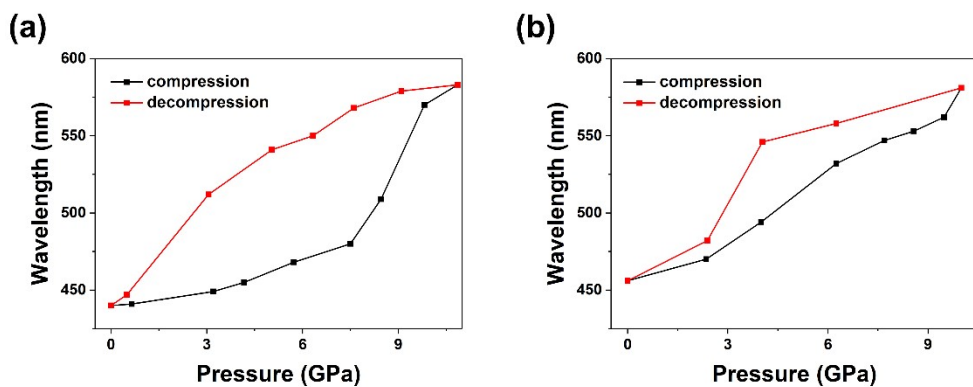 (a)
600
compression
decompression
550
Wavelength (nm)
500
450
0
3
6
9
Pressure (GPa)
(b)
600
compression
decompression
550
Wavelength (nm)
500
450
0
3
6
9
Pressure (GPa)